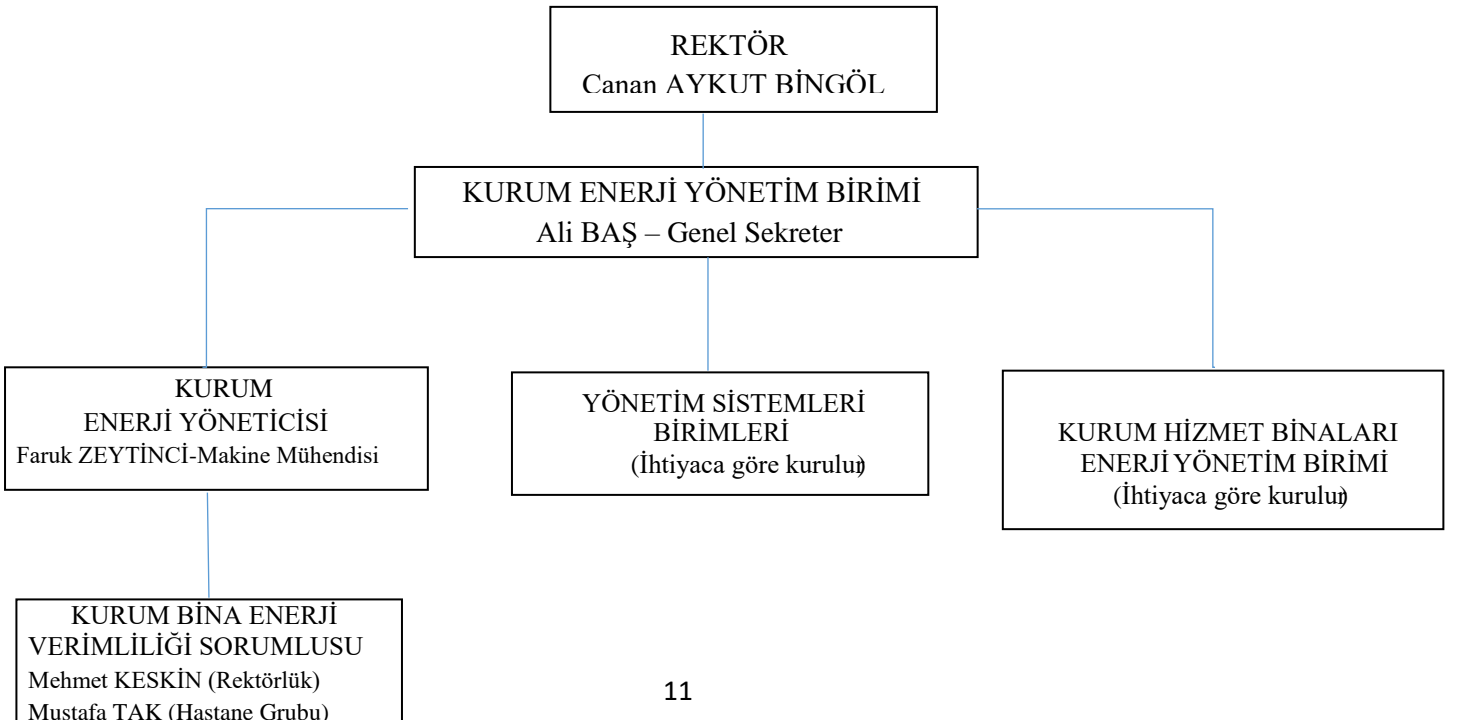 REKTÖR
Canan AYKUT BİNGÖL
KURUM ENERJİ YÖNETİM BİRİMİ
Ali BAŞ – Genel Sekreter
KURUM
ENERJİ YÖNETİCİSİ
Faruk ZEYTİNCİ-Makine Mühendisi
YÖNETİM SİSTEMLERİ
BİRİMLERİ
(İhtiyaca göre kurulur)
KURUM HİZMET BİNALARI
ENERJİ YÖNETİM BİRİMİ
(İhtiyaca göre kurulur)
KURUM BİNA ENERJİ
VERİMLİLİĞİ SORUMLUSU
Mehmet KESKİN (Rektörlük)
Mustafa TAK (Hastane Grubu)
11